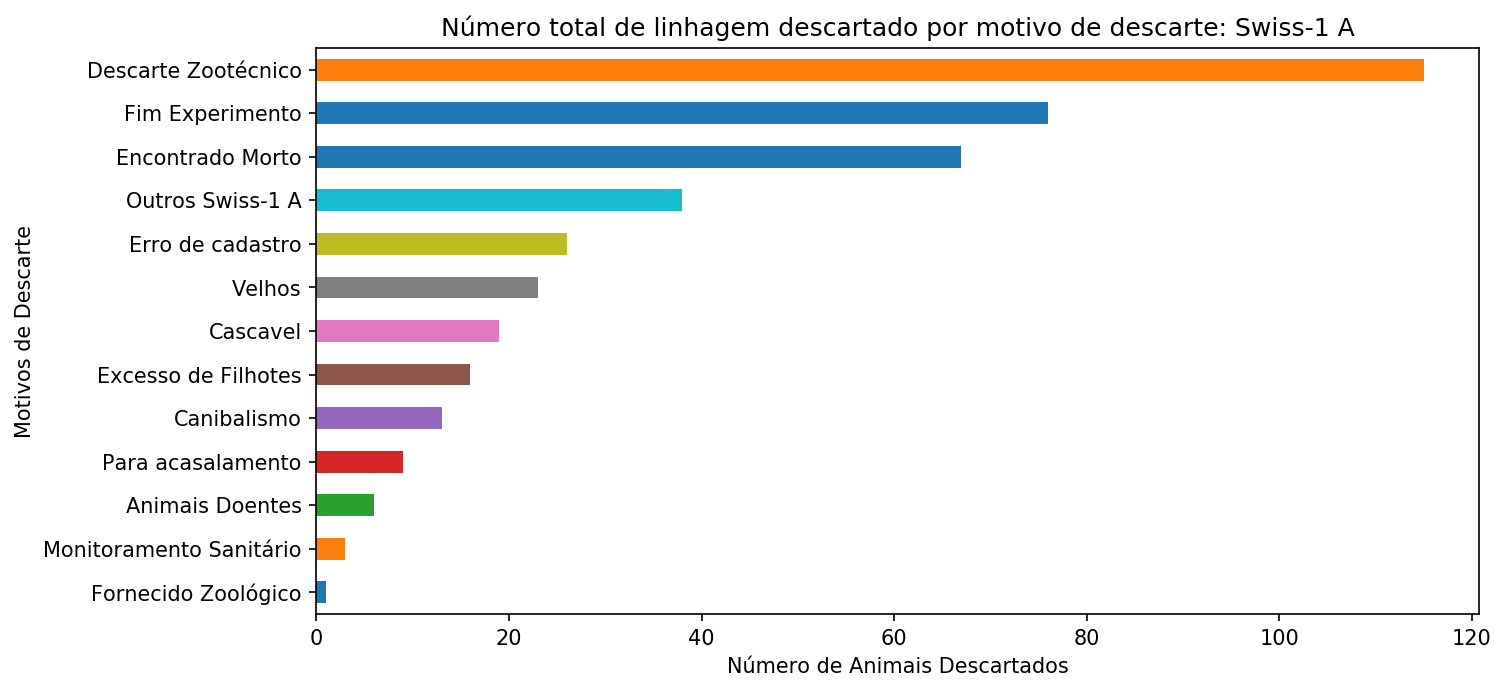 Número total de linhagem descartado por motivo de descarte: Swiss-1 A
Motivos de Descarte
Descarte Zootécnico
Fim Experimento
Encontrado Morto
Outros Swiss-1 A
Erro de cadastro
Velhos
Cascavel
Excesso de Filhotes
Canibalismo
Para acasalamento
Animais Doentes
Monitoramento Sanitário
Fornecido Zoológico
0 20 40 60 80 100 120
Número de Animais Descartados